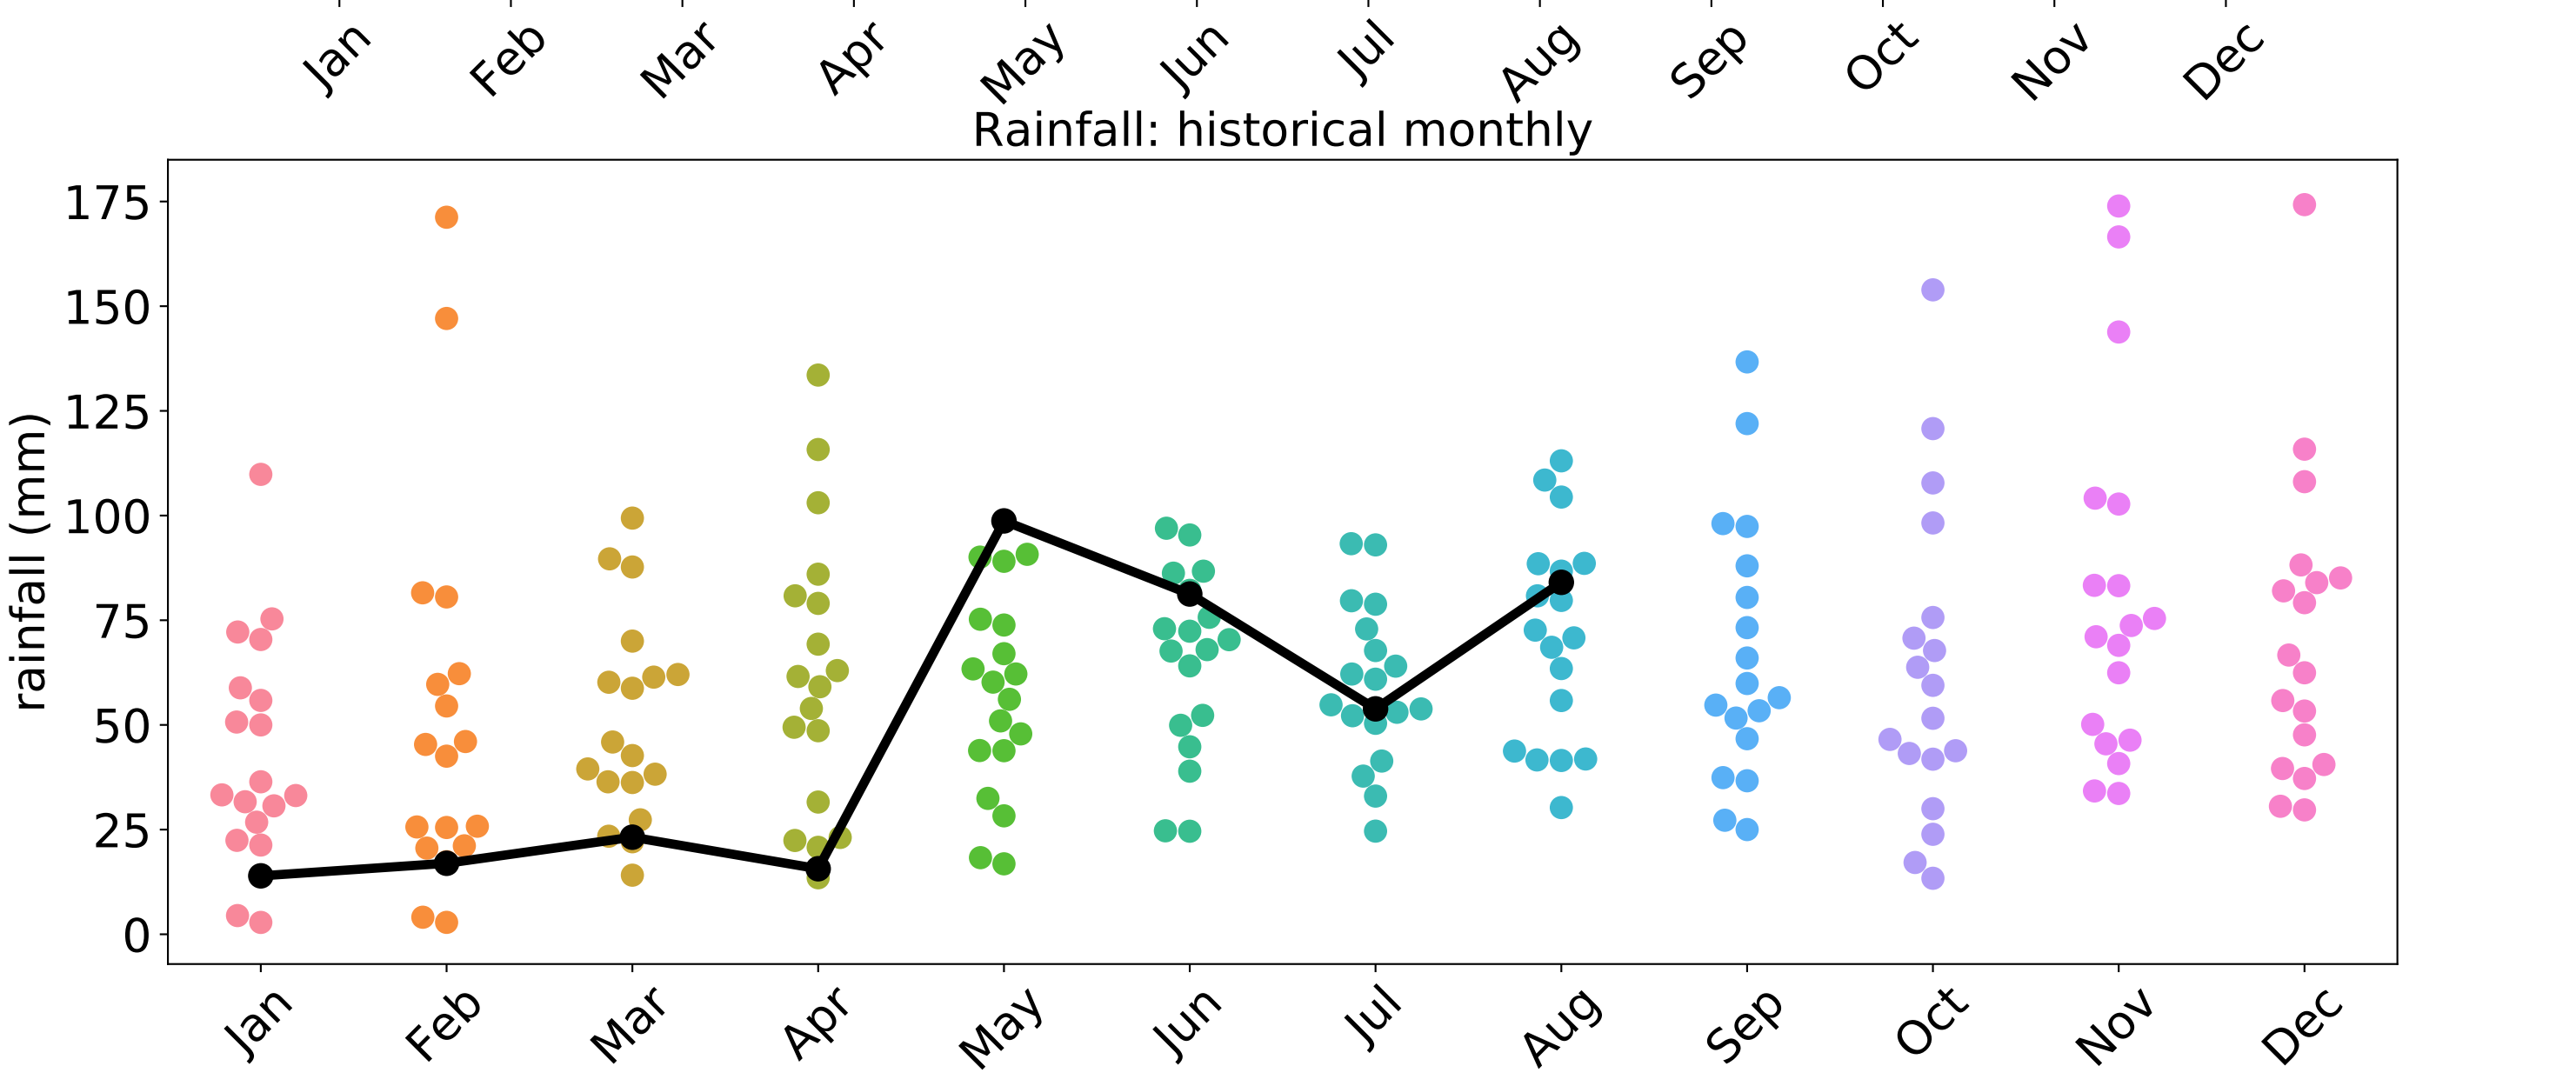 Jan Feb Mar Apr May Jun Jul Aug Sep Oct Nov Dec
Rainfall: historical monthly
rainfall (mm)
175
150
125
100
75
50
25
0
Jan Feb Mar Apr May Jun Jul Aug Sep Oct Nov Dec